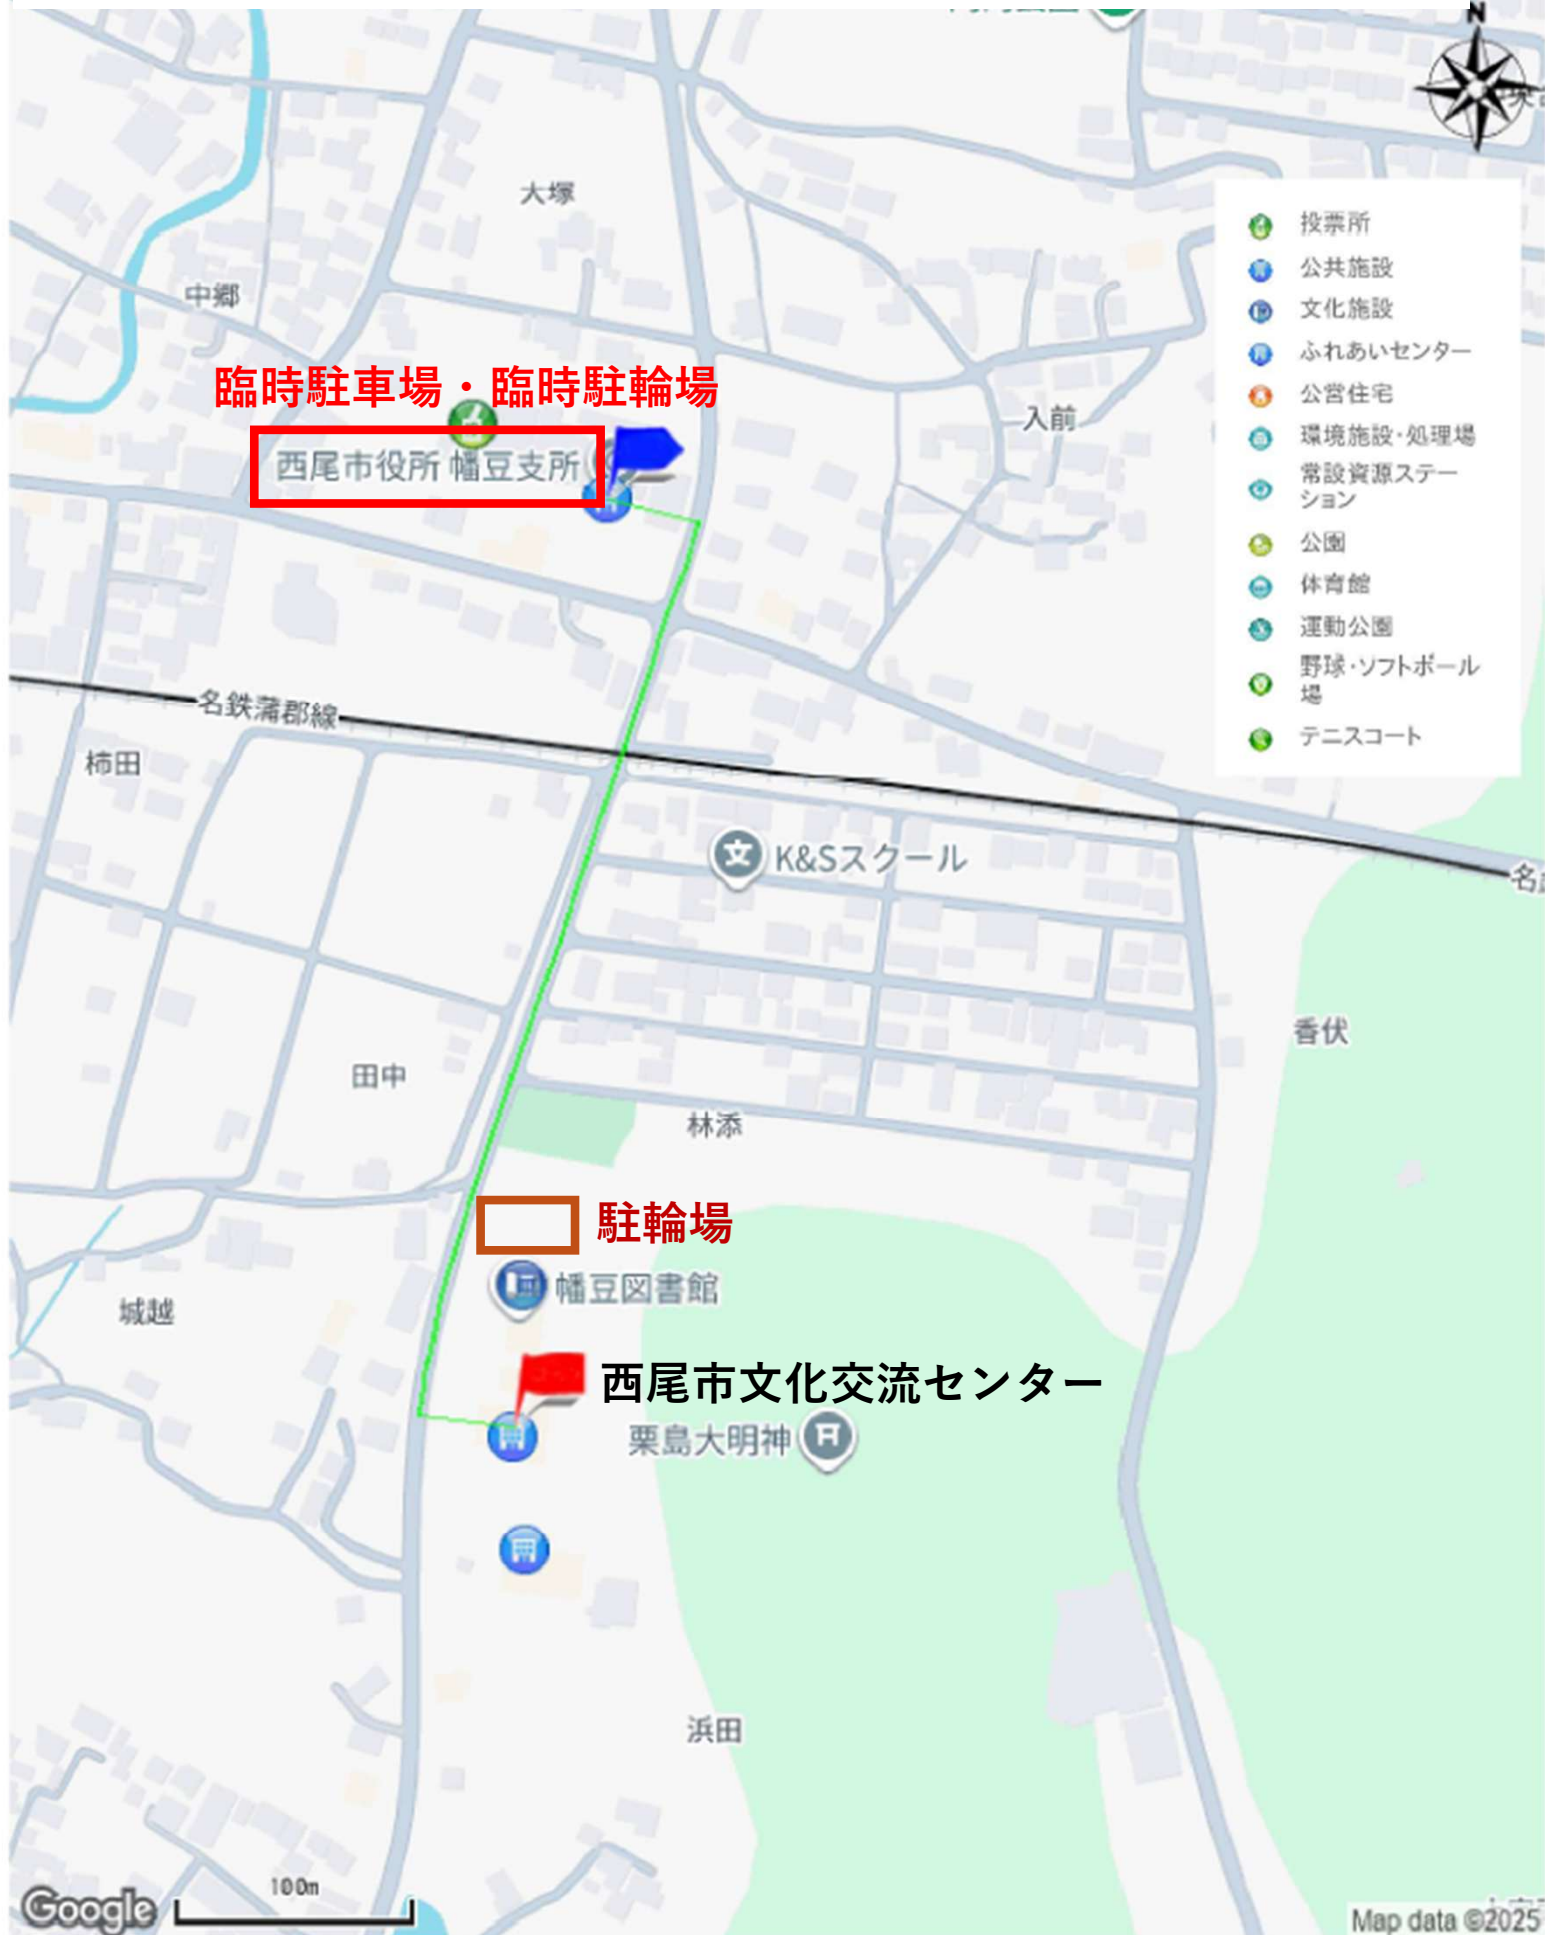 N
大塚
中郷
臨時駐車場・臨時駐輪場
西尾市役所 幡豆支所
入前
投票所
公共施設
文化施設
ふれあいセンター
公営住宅
環境施設・処理場
常設資源ステー
ション
公園
体育館
運動公園
野球・ソフトボール
場
テニスコート
名鉄蒲郡線
柿田
K&Sスクール
香伏
田中
林添
駐輪場
幡豆図書館
城越
西尾市文化交流センター
栗島大明神
浜田
Google
100m
Map data ©2025